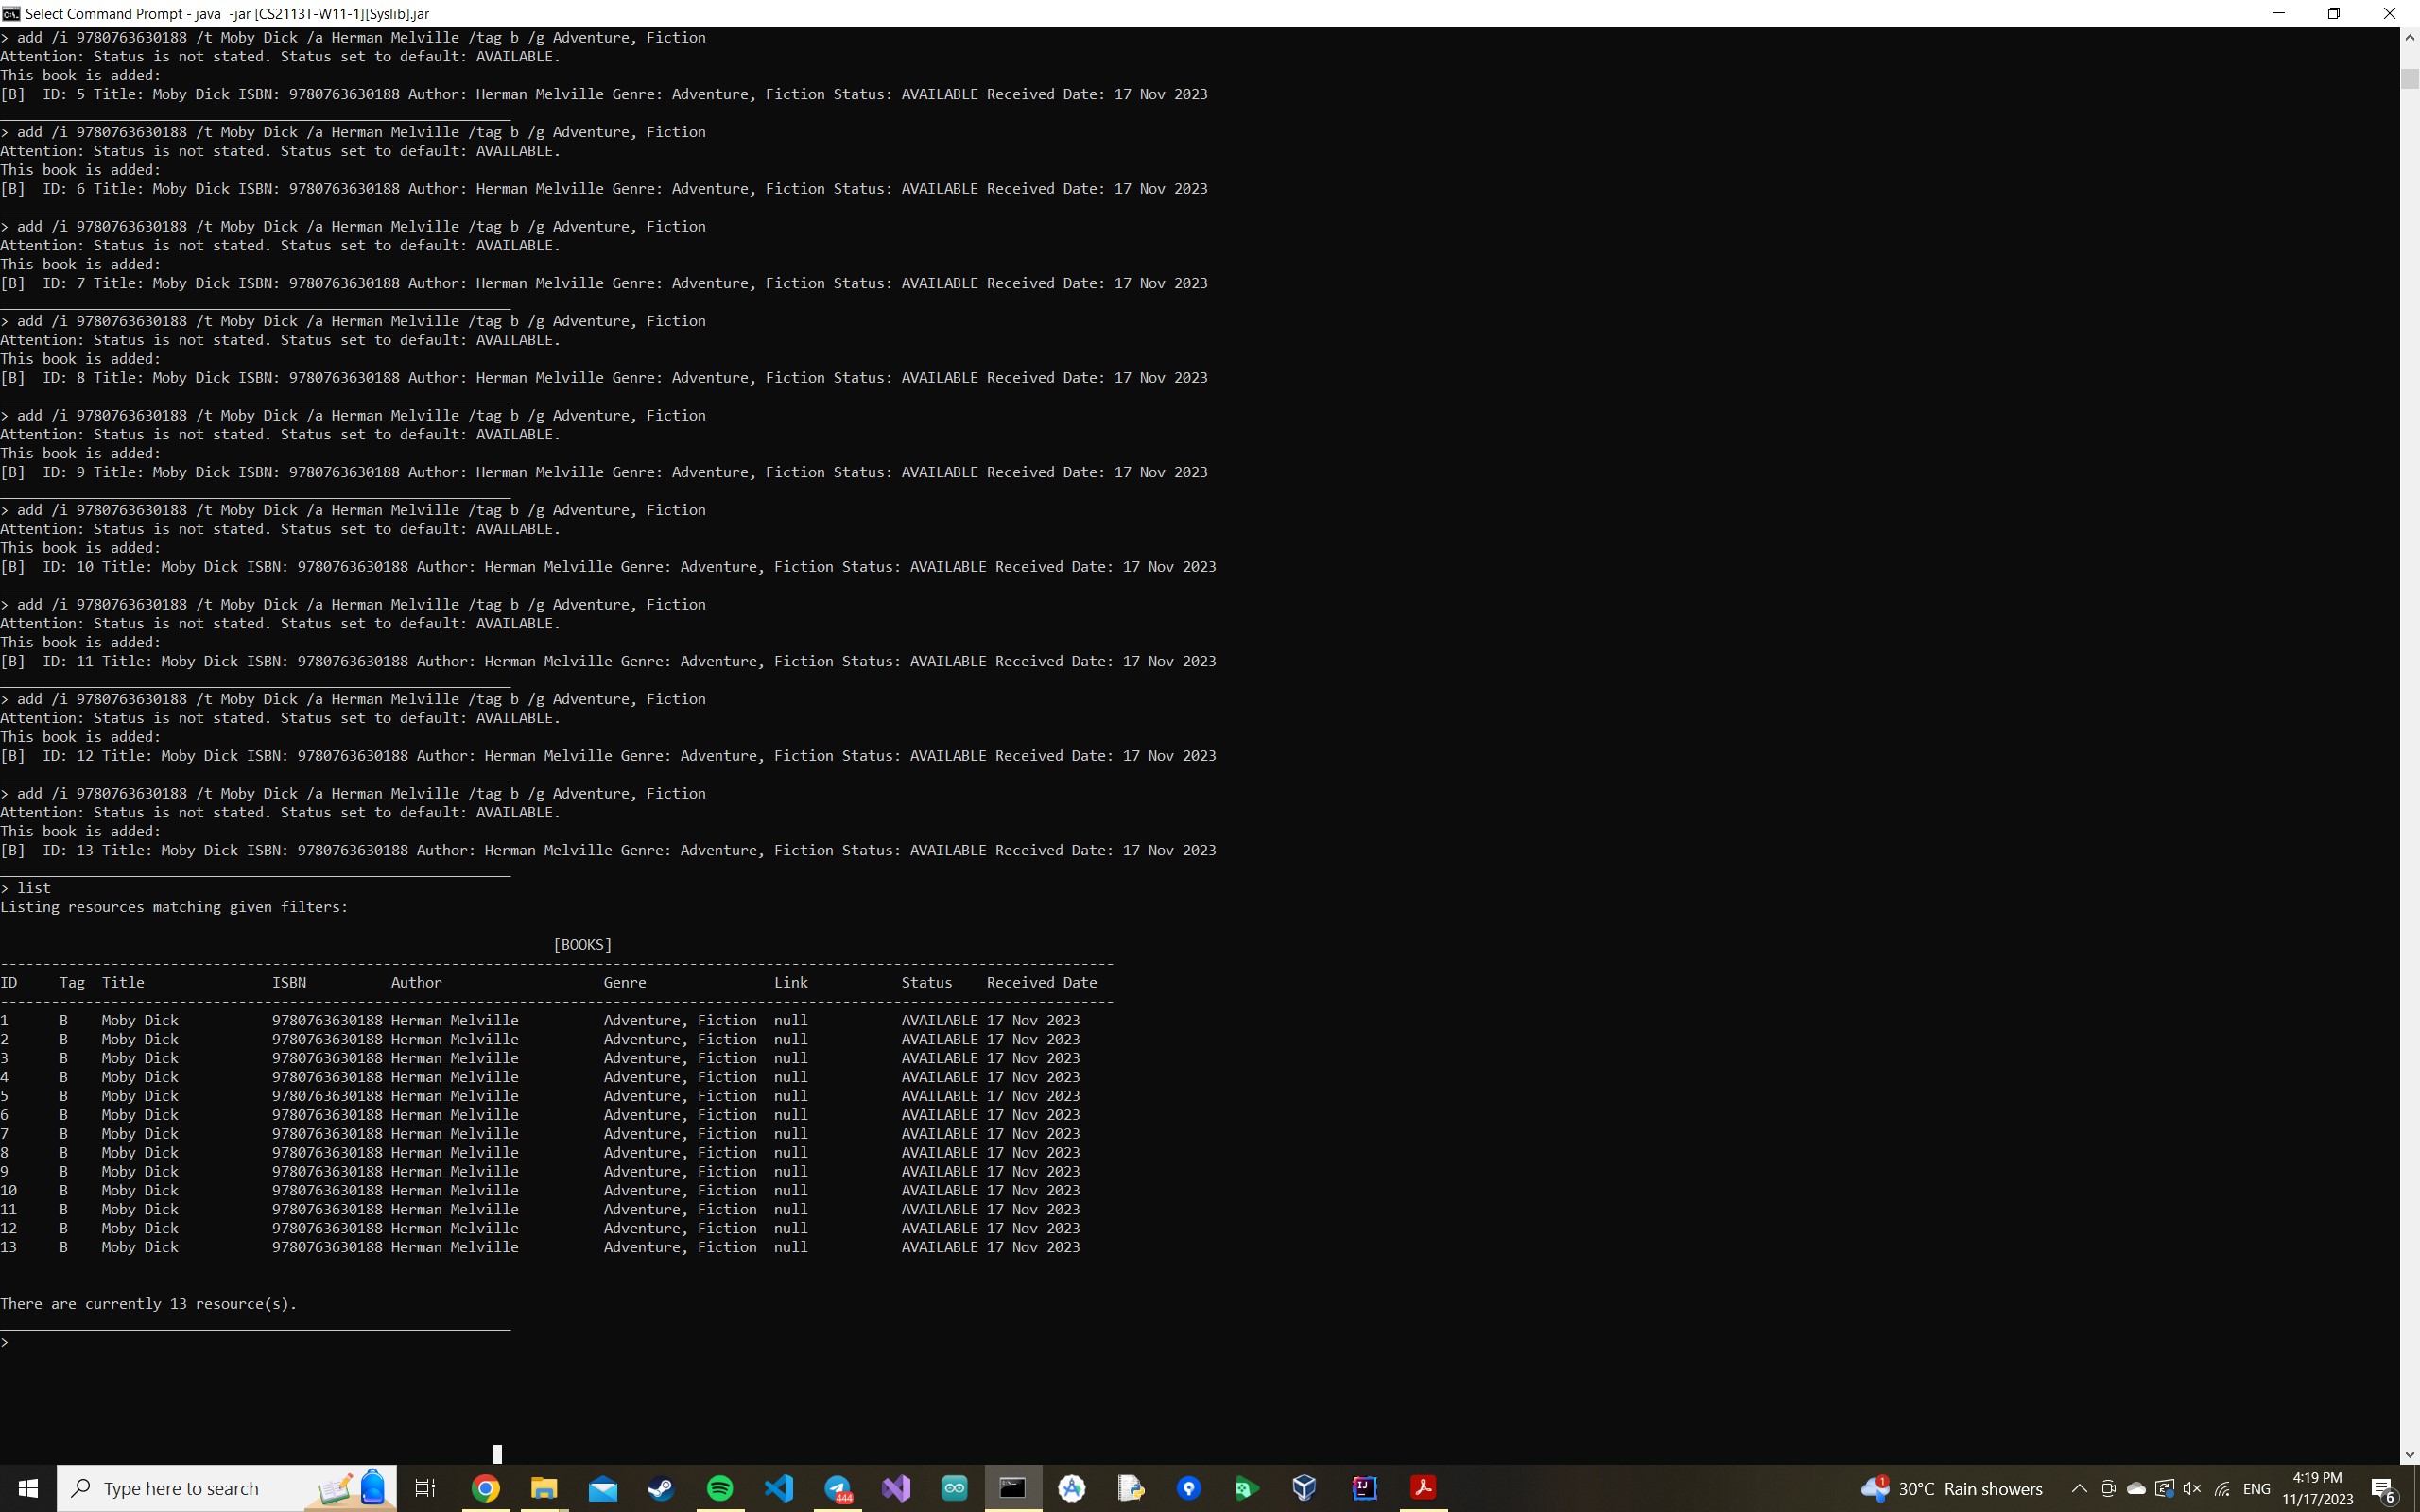 Select Command Prompt - java  -jar [CS2113T-W11-1][Syslib].jar
> add /i 9780763630188 /t Moby Dick /a Herman Melville /tag b /g Adventure, Fiction
Attention: Status is not stated. Status set to default: AVAILABLE.
This book is added:
[B]  ID: 5 Title: Moby Dick ISBN: 9780763630188 Author: Herman Melville Genre: Adventure, Fiction Status: AVAILABLE Received Date: 17 Nov 2023
> add /i 9780763630188 /t Moby Dick /a Herman Melville /tag b /g Adventure, Fiction
Attention: Status is not stated. Status set to default: AVAILABLE.
This book is added:
[B]  ID: 6 Title: Moby Dick ISBN: 9780763630188 Author: Herman Melville Genre: Adventure, Fiction Status: AVAILABLE Received Date: 17 Nov 2023
> add /i 9780763630188 /t Moby Dick /a Herman Melville /tag b /g Adventure, Fiction
Attention: Status is not stated. Status set to default: AVAILABLE.
This book is added:
[B]  ID: 7 Title: Moby Dick ISBN: 9780763630188 Author: Herman Melville Genre: Adventure, Fiction Status: AVAILABLE Received Date: 17 Nov 2023
> add /i 9780763630188 /t Moby Dick /a Herman Melville /tag b /g Adventure, Fiction
Attention: Status is not stated. Status set to default: AVAILABLE.
This book is added:
[B]  ID: 8 Title: Moby Dick ISBN: 9780763630188 Author: Herman Melville Genre: Adventure, Fiction Status: AVAILABLE Received Date: 17 Nov 2023
> add /i 9780763630188 /t Moby Dick /a Herman Melville /tag b /g Adventure, Fiction
Attention: Status is not stated. Status set to default: AVAILABLE.
This book is added:
[B]  ID: 9 Title: Moby Dick ISBN: 9780763630188 Author: Herman Melville Genre: Adventure, Fiction Status: AVAILABLE Received Date: 17 Nov 2023
> add /i 9780763630188 /t Moby Dick /a Herman Melville /tag b /g Adventure, Fiction
Attention: Status is not stated. Status set to default: AVAILABLE.
This book is added:
[B]  ID: 10 Title: Moby Dick ISBN: 9780763630188 Author: Herman Melville Genre: Adventure, Fiction Status: AVAILABLE Received Date: 17 Nov 2023
> add /i 9780763630188 /t Moby Dick /a Herman Melville /tag b /g Adventure, Fiction
Attention: Status is not stated. Status set to default: AVAILABLE.
This book is added:
[B]  ID: 11 Title: Moby Dick ISBN: 9780763630188 Author: Herman Melville Genre: Adventure, Fiction Status: AVAILABLE Received Date: 17 Nov 2023
> add /i 9780763630188 /t Moby Dick /a Herman Melville /tag b /g Adventure, Fiction
Attention: Status is not stated. Status set to default: AVAILABLE.
This book is added:
[B]  ID: 12 Title: Moby Dick ISBN: 9780763630188 Author: Herman Melville Genre: Adventure, Fiction Status: AVAILABLE Received Date: 17 Nov 2023
> add /i 9780763630188 /t Moby Dick /a Herman Melville /tag b /g Adventure, Fiction
Attention: Status is not stated. Status set to default: AVAILABLE.
This book is added:
[B]  ID: 13 Title: Moby Dick ISBN: 9780763630188 Author: Herman Melville Genre: Adventure, Fiction Status: AVAILABLE Received Date: 17 Nov 2023
> list
Listing resources matching given filters:
[BOOKS]
ID Tag Title ISBN Author Genre Link Status Received Date
1 B Moby Dick 9780763630188 Herman Melville Adventure, Fiction null AVAILABLE 17 Nov 2023
2 B Moby Dick 9780763630188 Herman Melville Adventure, Fiction null AVAILABLE 17 Nov 2023
3 B Moby Dick 9780763630188 Herman Melville Adventure, Fiction null AVAILABLE 17 Nov 2023
4 B Moby Dick 9780763630188 Herman Melville Adventure, Fiction null AVAILABLE 17 Nov 2023
5 B Moby Dick 9780763630188 Herman Melville Adventure, Fiction null AVAILABLE 17 Nov 2023
6 B Moby Dick 9780763630188 Herman Melville Adventure, Fiction null AVAILABLE 17 Nov 2023
7 B Moby Dick 9780763630188 Herman Melville Adventure, Fiction null AVAILABLE 17 Nov 2023
8 B Moby Dick 9780763630188 Herman Melville Adventure, Fiction null AVAILABLE 17 Nov 2023
9 B Moby Dick 9780763630188 Herman Melville Adventure, Fiction null AVAILABLE 17 Nov 2023
10 B Moby Dick 9780763630188 Herman Melville Adventure, Fiction null AVAILABLE 17 Nov 2023
11 B Moby Dick 9780763630188 Herman Melville Adventure, Fiction null AVAILABLE 17 Nov 2023
12 B Moby Dick 9780763630188 Herman Melville Adventure, Fiction null AVAILABLE 17 Nov 2023
13 B Moby Dick 9780763630188 Herman Melville Adventure, Fiction null AVAILABLE 17 Nov 2023
There are currently 13 resource(s).
>
Type here to search
444
1
30°C Rain showers
ENG
4:19 PM
11/17/2023
6